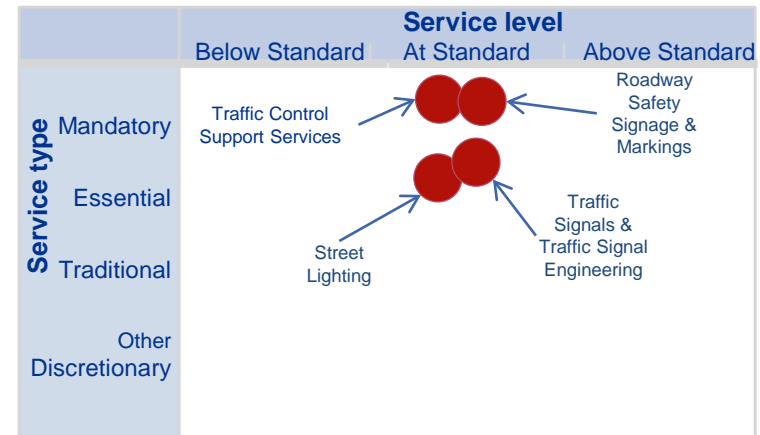 Service level
Below Standard
At Standard
Above Standard
Service type
Mandatory
Essential
Traditional
Other
Discretionary
Traffic Control
Support Services
Roadway
Safety
Signage &
Markings
Street
Lighting
Traffic
Signals &
Traffic Signal
Engineering